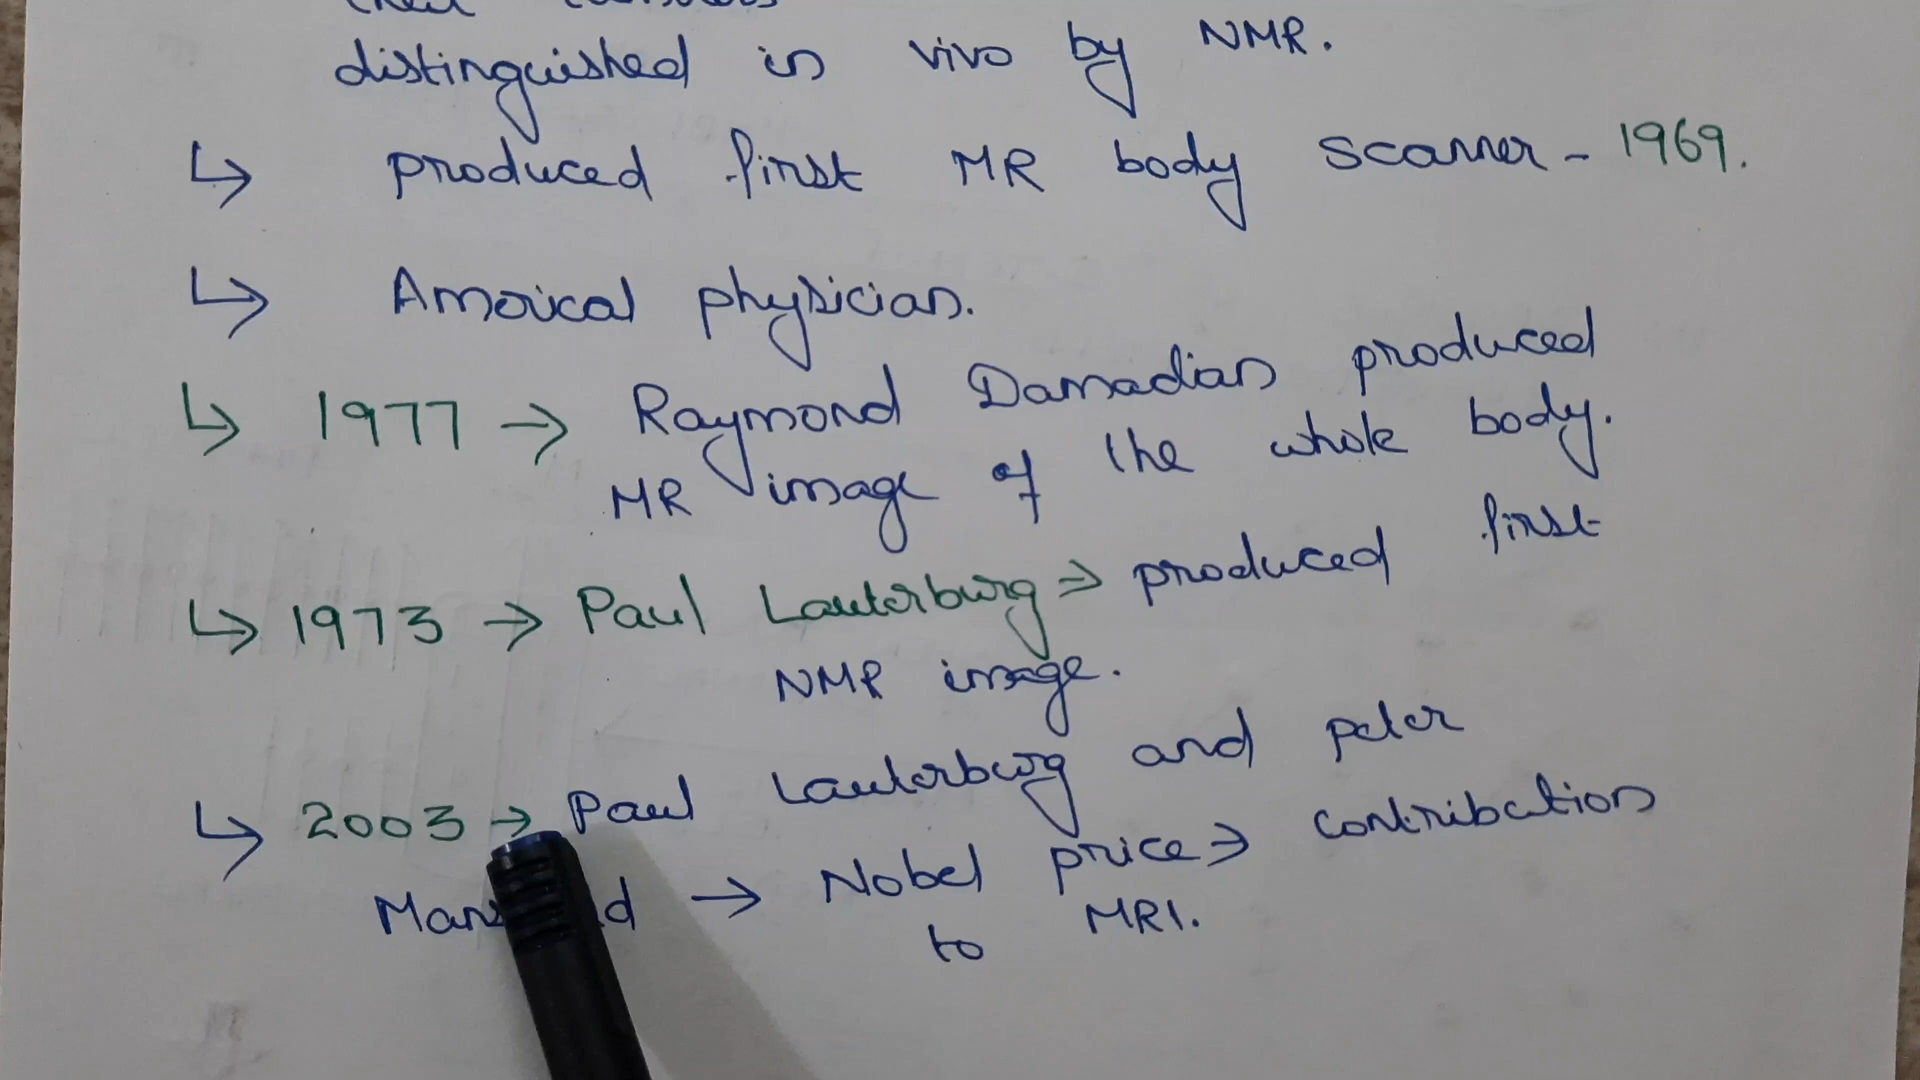 distinguished in vivo by NMR.
↳ produced first MR body scanner - 1969.
↳ Americal physician.
↳ 1977 → Raymond Damadian produced
MR image of the whole body.
↳ 1973 → Paul Lauterburg ⇒ produced first
NMR image.
↳ 2003 → Paul Lauterburg and peter
→ Nobel price ⇒ contribution
to MRI.